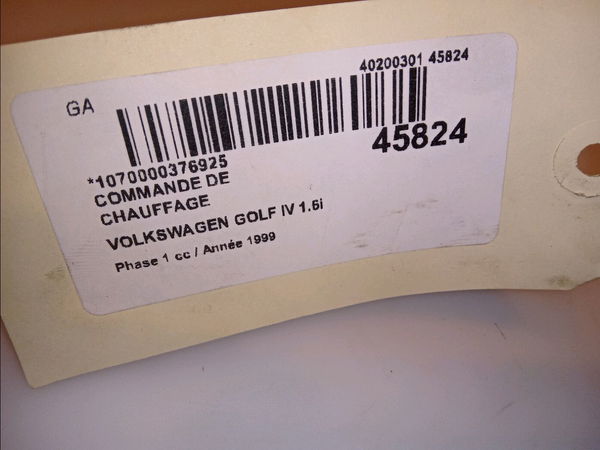 GA
40200301 45824
*1070000376925
45824
COMMANDE DE
CHAUFFAGE
VOLKSWAGEN GOLF IV 1.6i
Phase 1 cc / Année 1999